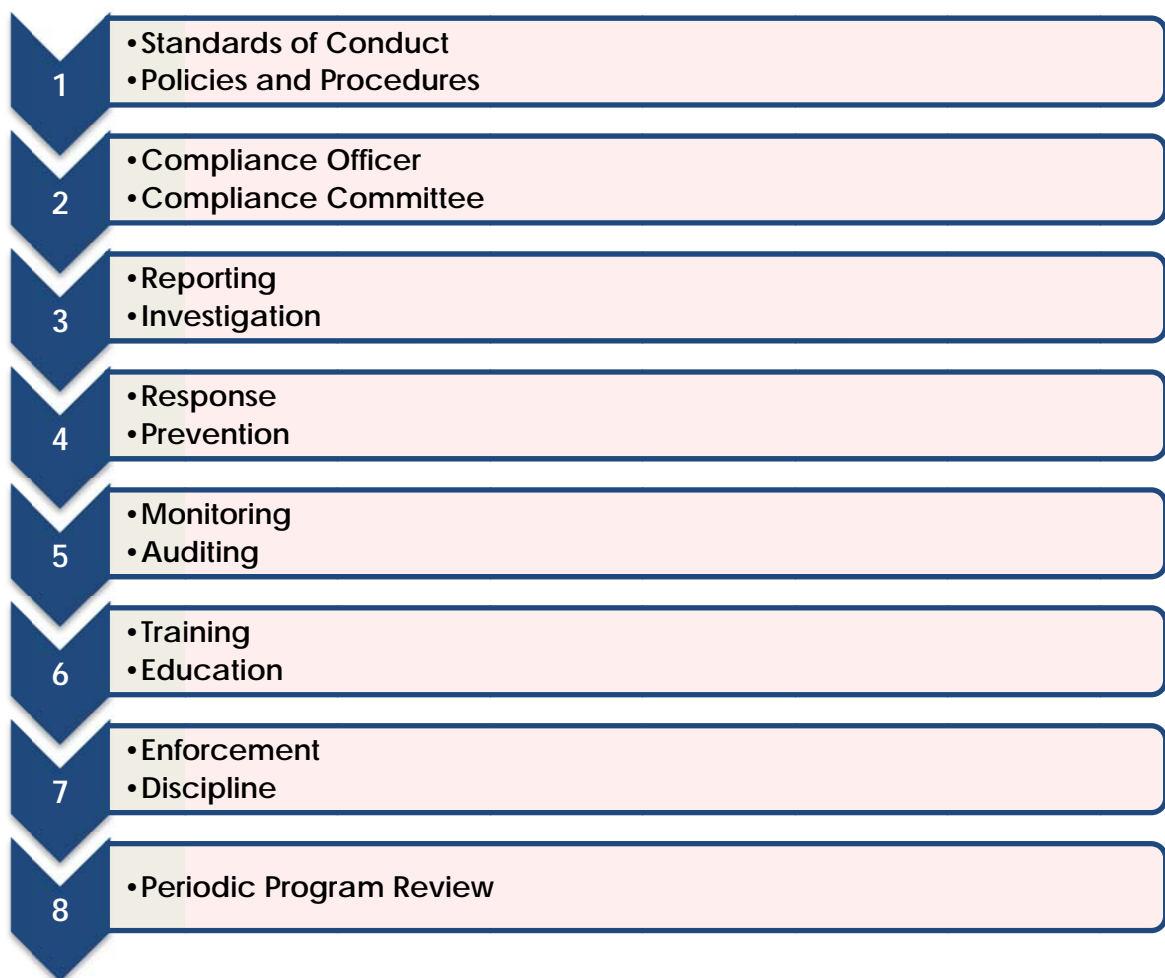 1
•Standards of Conduct
•Policies and Procedures
2
•Compliance Officer
•Compliance Committee
3
•Reporting
•Investigation
4
•Response
•Prevention
5
•Monitoring
•Auditing
6
•Training
•Education
7
•Enforcement
•Discipline
8
•Periodic Program Review